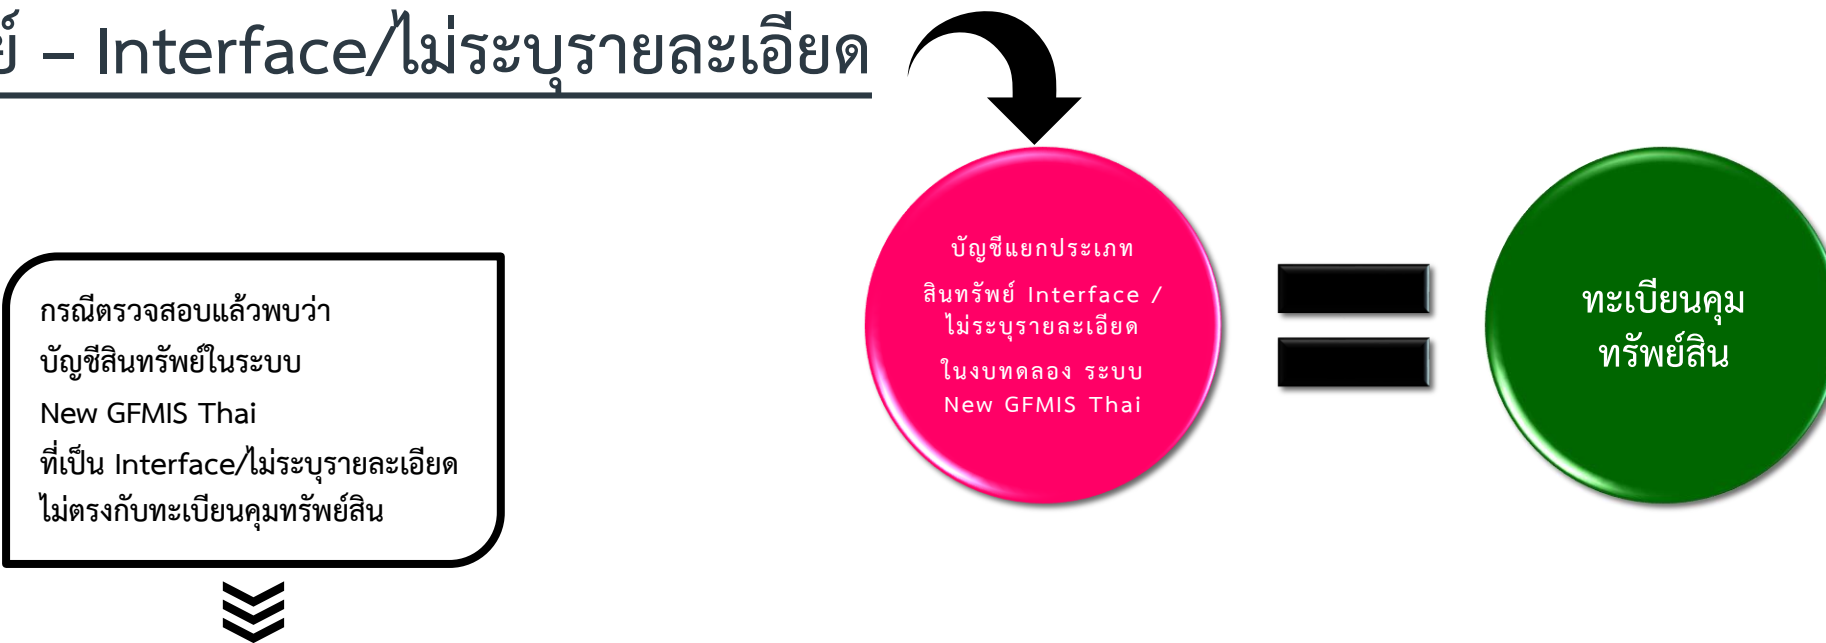 – Interface/ไม่ระบุรายละเอียด
กรณีตรวจสอบแล้วพบว่า
บัญชีสินทรัพย์ในระบบ
New GFMIS Thai
ที่เป็น Interface/ไม่ระบุรายละเอียด
ไม่ตรงกับทะเบียนคุมทรัพย์สิน
บัญชีแยกประเภท
สินทรัพย์ Interface /
ไม่ระบุรายละเอียด
ในงบทดลอง ระบบ
New GFMIS Thai
ทะเบียนคุม
ทรัพย์สิน